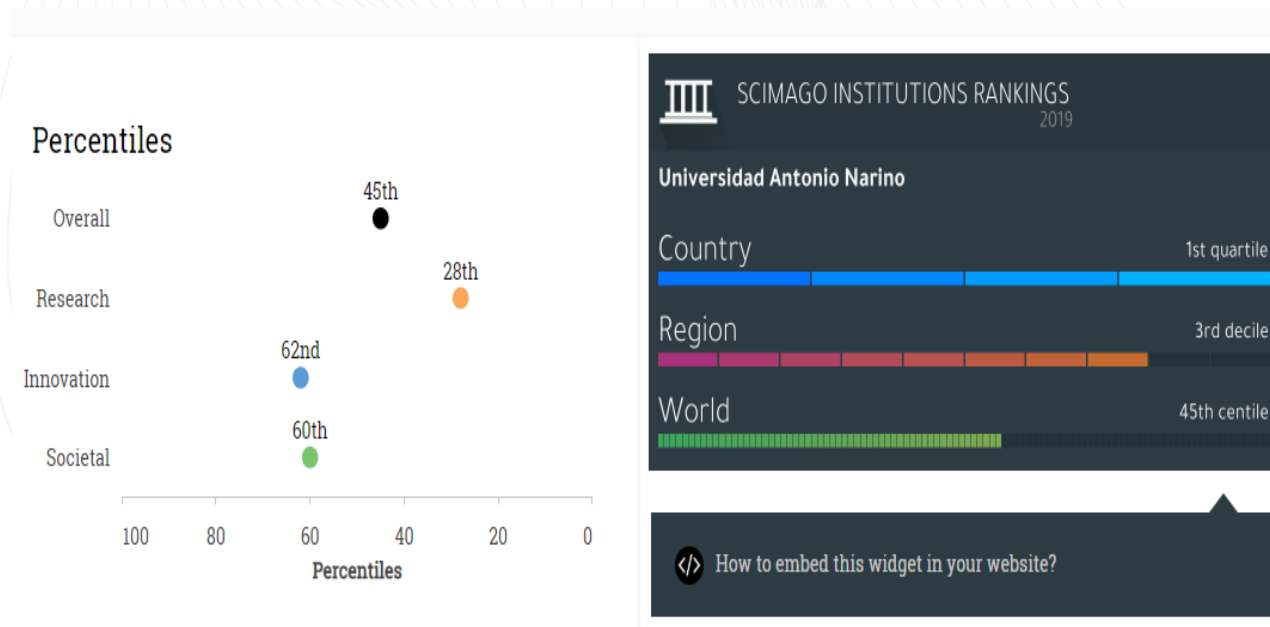 Percentiles
45th
Overall
28th
Research
62nd
Innovation
60th
Societal
100 80 60 40 20 0
Percentiles
SCIMAGO INSTITUTIONS RANKINGS
2019
Universidad Antonio Narino
Country 1st quartile
Region 3rd decile
World 45th centile
</> How to embed this widget in your website?